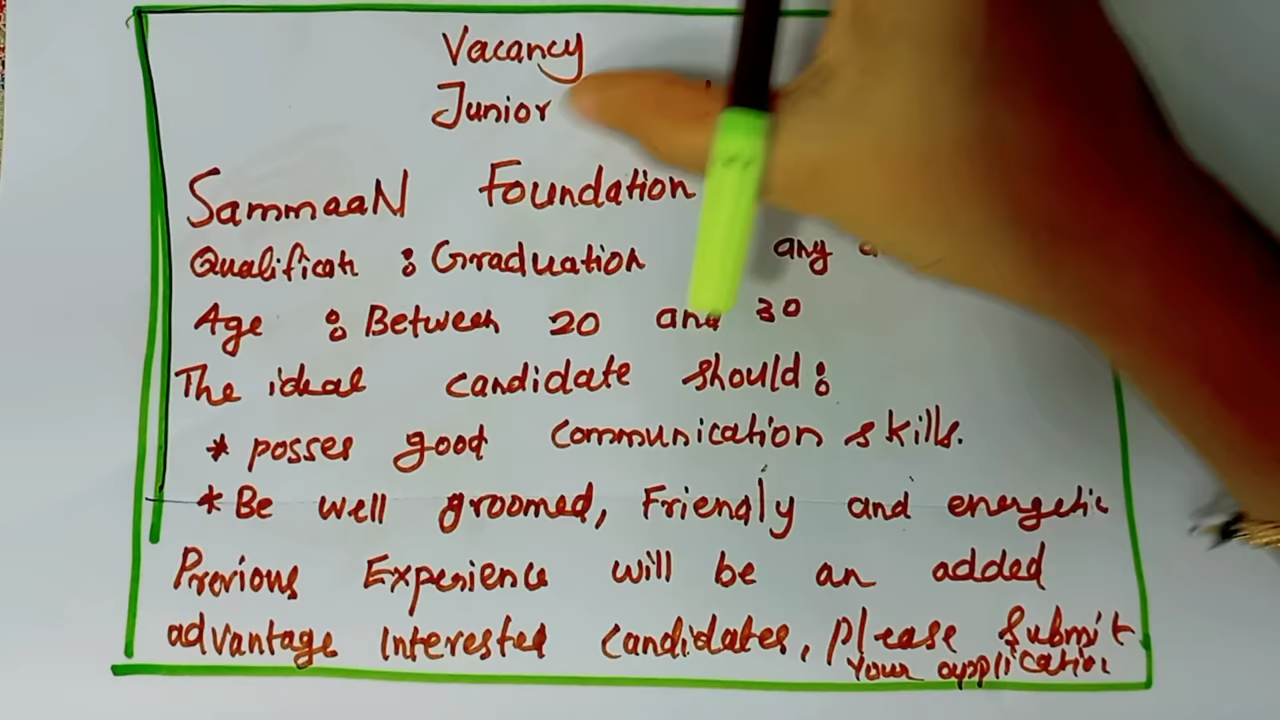 Vacancy
Junior
SammaaN Foundation
Qualificatn : Graduation any
Age : Between 20 and 30
The ideal candidate should :
* posses good communication skills.
* Be well groomed, Friendly and energetic
Previous Experience will be an added
advantage Interested candidates, please submit
your application